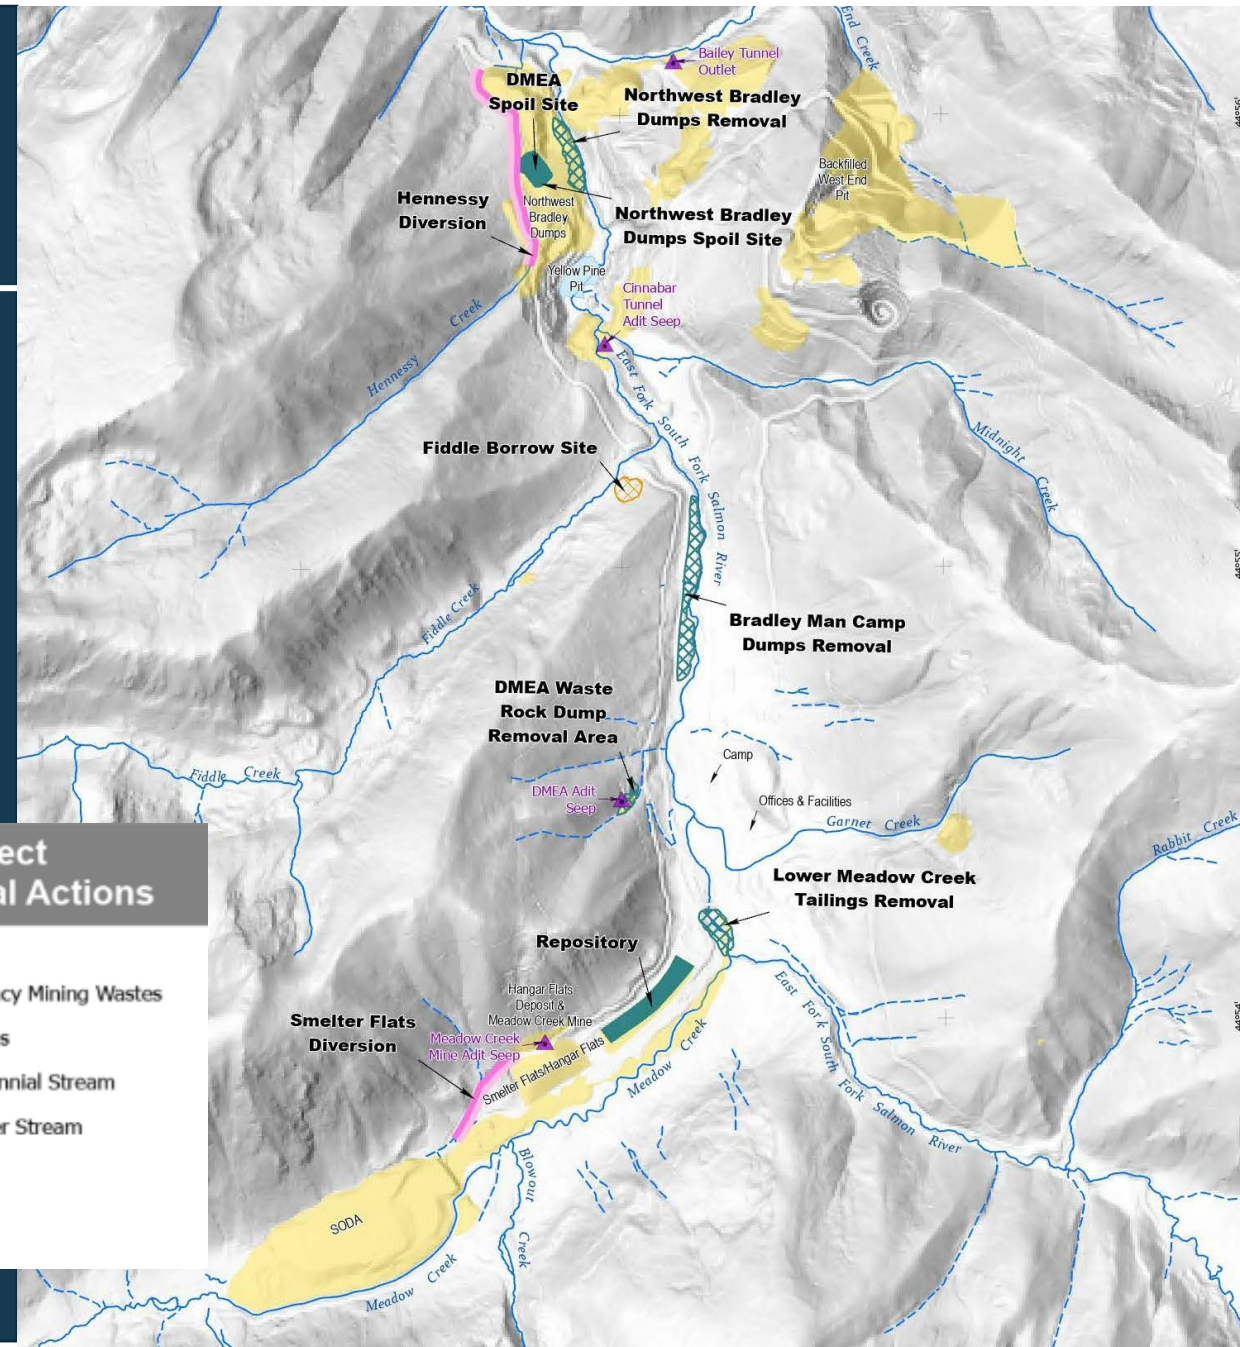 End Creek
Bailey Tunnel
Outlet
DMEA
Spoil Site
Northwest Bradley
Dumps Removal
44°56'
Backfilled
West End
Pit
Hennessy
Diversion
Northwest
Bradley
Dumps
Northwest Bradley
Dumps Spoil Site
Yellow Pine
Pit
Cinnabar
Tunnel
Adit Seep
Hennessy Creek
East Fork South Fork Salmon River
Midnight Creek
Fiddle Borrow Site
44°55'
Fiddle Creek
Bradley Man Camp
Dumps Removal
DMEA Waste
Rock Dump
Removal Area
Camp
Fiddle Creek
DMEA Adit
Seep
Offices & Facilities
Garnet Creek
Rabbit Creek
ect
al Actions
Lower Meadow Creek
Tailings Removal
Repository
cy Mining Wastes
s
nnial Stream
r Stream
Hangar Flats
Deposit &
Meadow Creek Mine
East Fork South Fork Salmon River
44°54'
Smelter Flats
Diversion
Meadow Creek
Mine Adit Seep
Smelter Flats/Hangar Flats
Meadow Creek
Blowout Creek
SODA
Meadow Creek